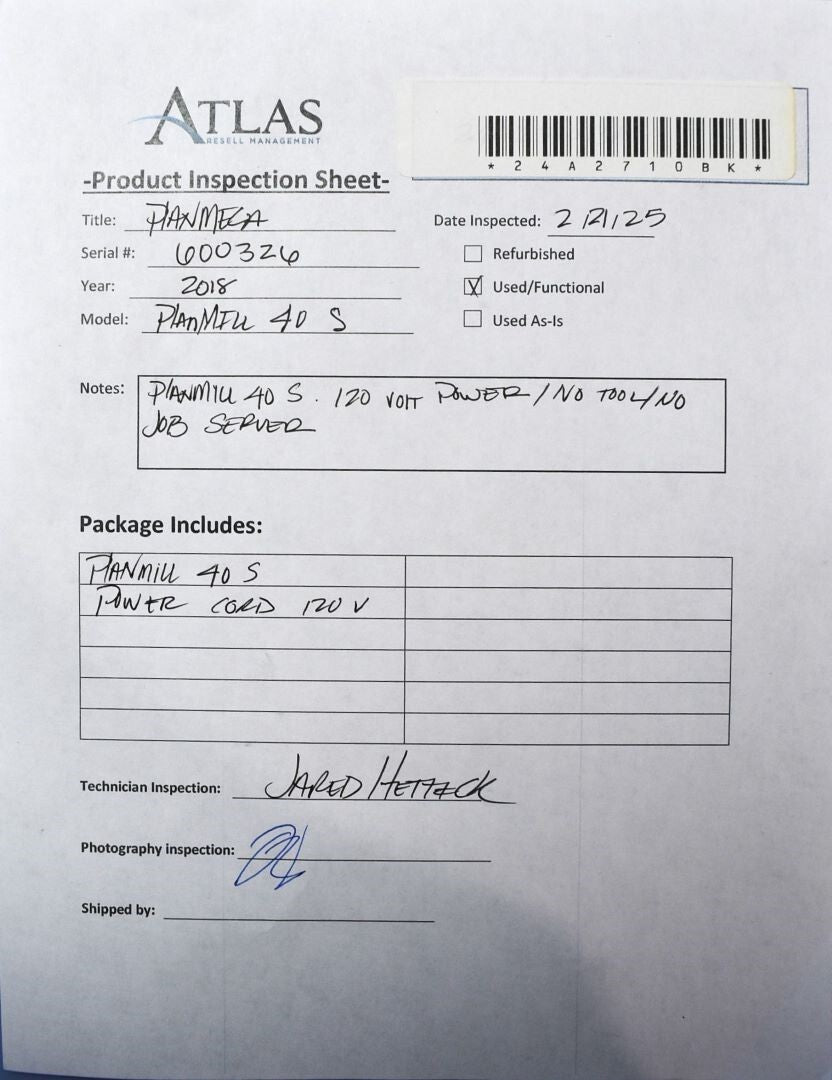 ATLAS
RESELL MANAGEMENT
* 2 4 A 2 7 1 0 B K *
-Product Inspection Sheet-
Title: PLANMECA
Date Inspected: 2/21/25
Serial #: 600326
Refurbished
Year: 2018
V Used/Functional
Model: PLANMILL 40 S
Used As-Is
Notes: PLANMILL 40 S . 120 VOLT POWER / NO TOOL/NO
JOB SERVER
Package Includes:
PLANMILL 40 S
POWER CORD 120 V
Technician Inspection: JARED
Photography inspection:
Shipped by: